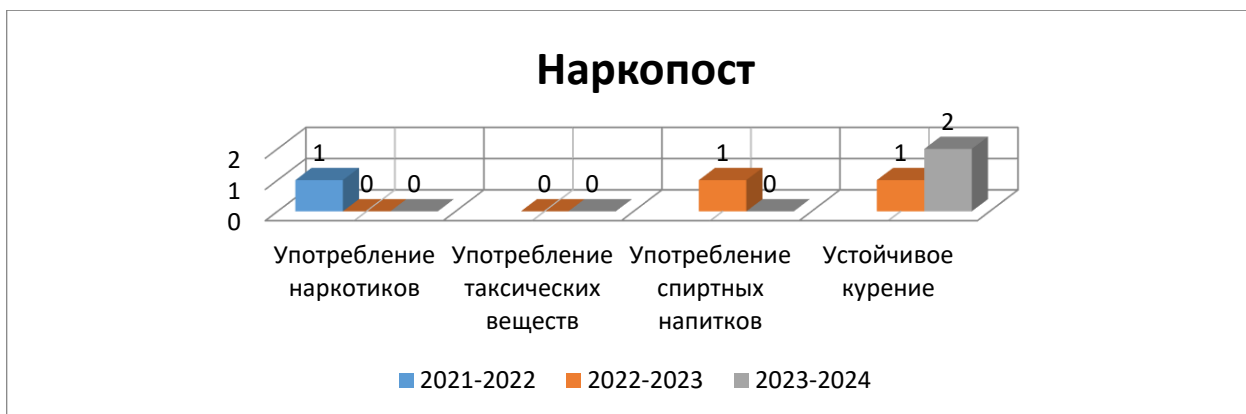 Наркопост
2
1
0
1
0
0
0
0
1
0
1
2
Употребление
наркотиков
Употребление
таксических
веществ
Употребление
спиртных
напитков
Устойчивое
курение
2021-2022
2022-2023
2023-2024